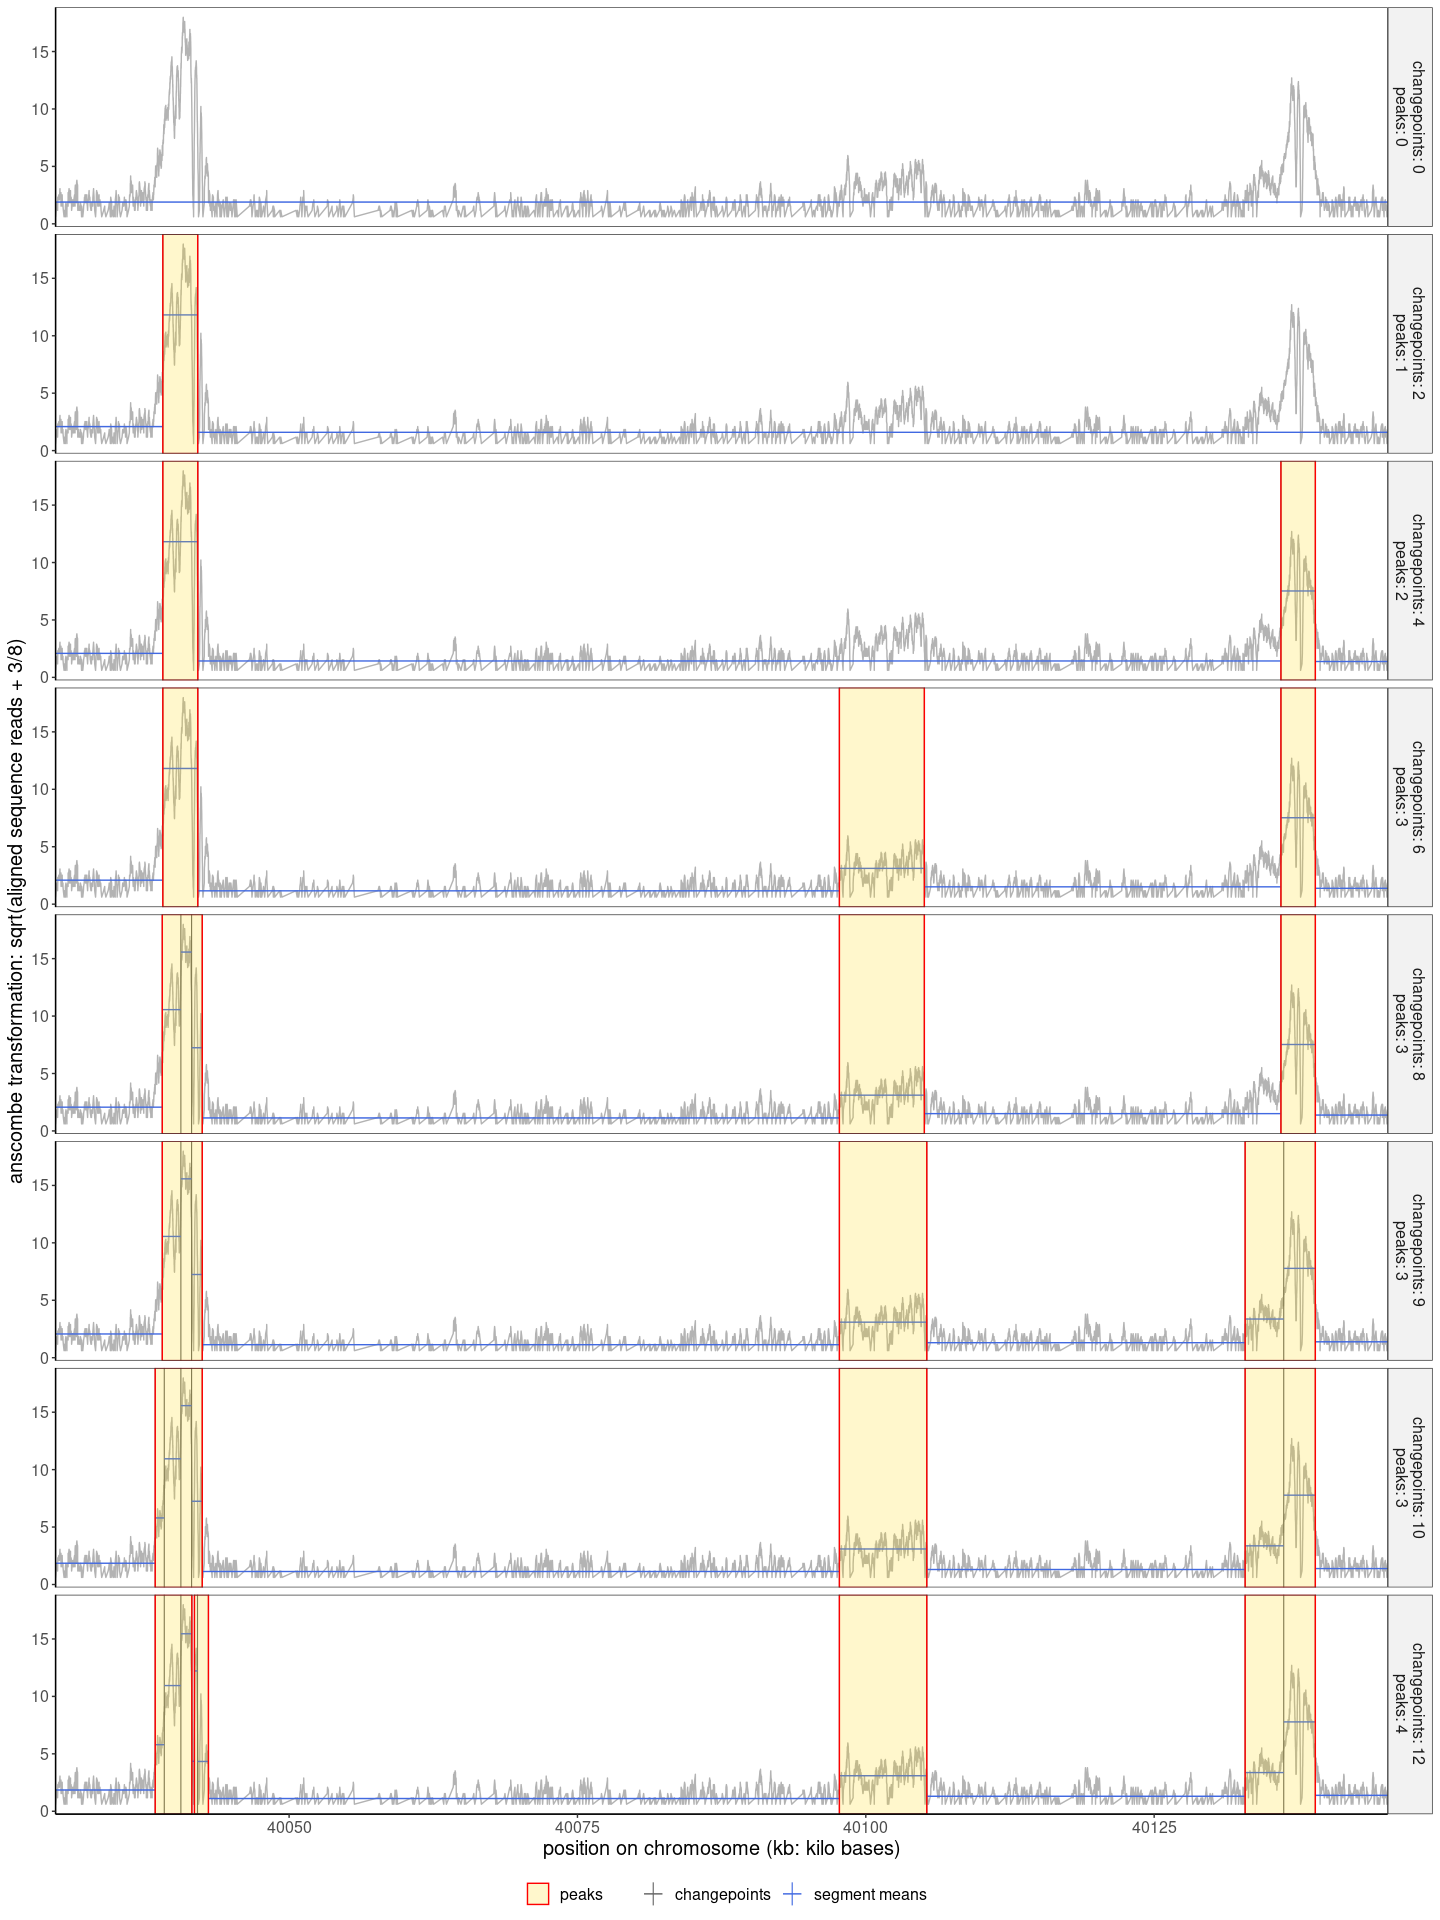 anscombe transformation: sqrt(aligned sequence reads + 3/8)
15
10
5
0
changepoints: 0
peaks: 0
15
10
5
0
changepoints: 2
peaks: 1
15
10
5
0
changepoints: 4
peaks: 2
15
10
5
0
changepoints: 6
peaks: 3
15
10
5
0
changepoints: 8
peaks: 3
15
10
5
0
changepoints: 9
peaks: 3
15
10
5
0
changepoints: 10
peaks: 3
15
10
5
0
changepoints: 12
peaks: 4
40050 40075 40100 40125
position on chromosome (kb: kilo bases)
peaks changepoints segment means